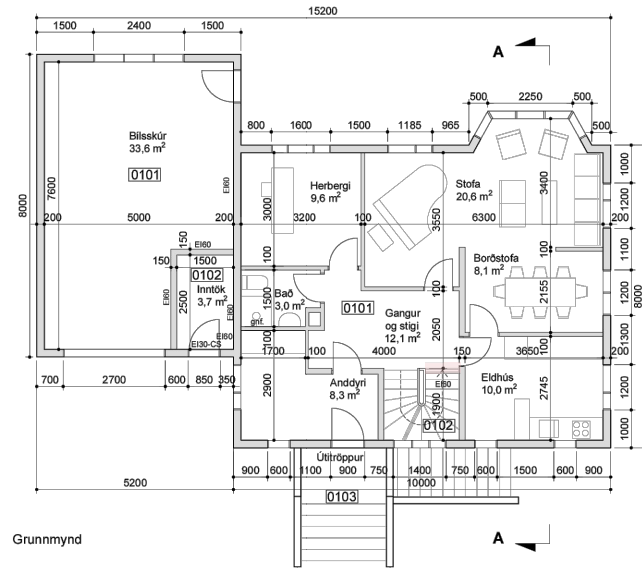 15200
1500 2400 1500
A
500 2250 500
800 1600 1500 1185 965
500
Bílsskúr
33,6 m²
0101
Herbergi
9,6 m²
Stofa
20,6 m²
1000
1200
1100
1200
1300
1200
1000
8000
8000
7600
EI60
3000
3550
3400
200 5000 200
3200 100
6300 200
150 EI60
100
100
150 1500
0102
Inntök
3,7 m²
2500
EI60
EI60
Borðstofa
8,1 m²
2155
Bað
3,0 m²
1500
gnf.
0101
Gangur
og stigi
12,1 m²
100
2050
EI60
EI30-CS
100
100
1700 100 4000 150 3650 200
700 2700 600 850 350
2900
Anddyri
8,3 m²
EI60
1900
0102
Eldhús
10,0 m²
2745
Útitröppur
900 600 1100 900 750 1400 750 600 1500 600 900
5200
10000
0103
Grunnmynd
A